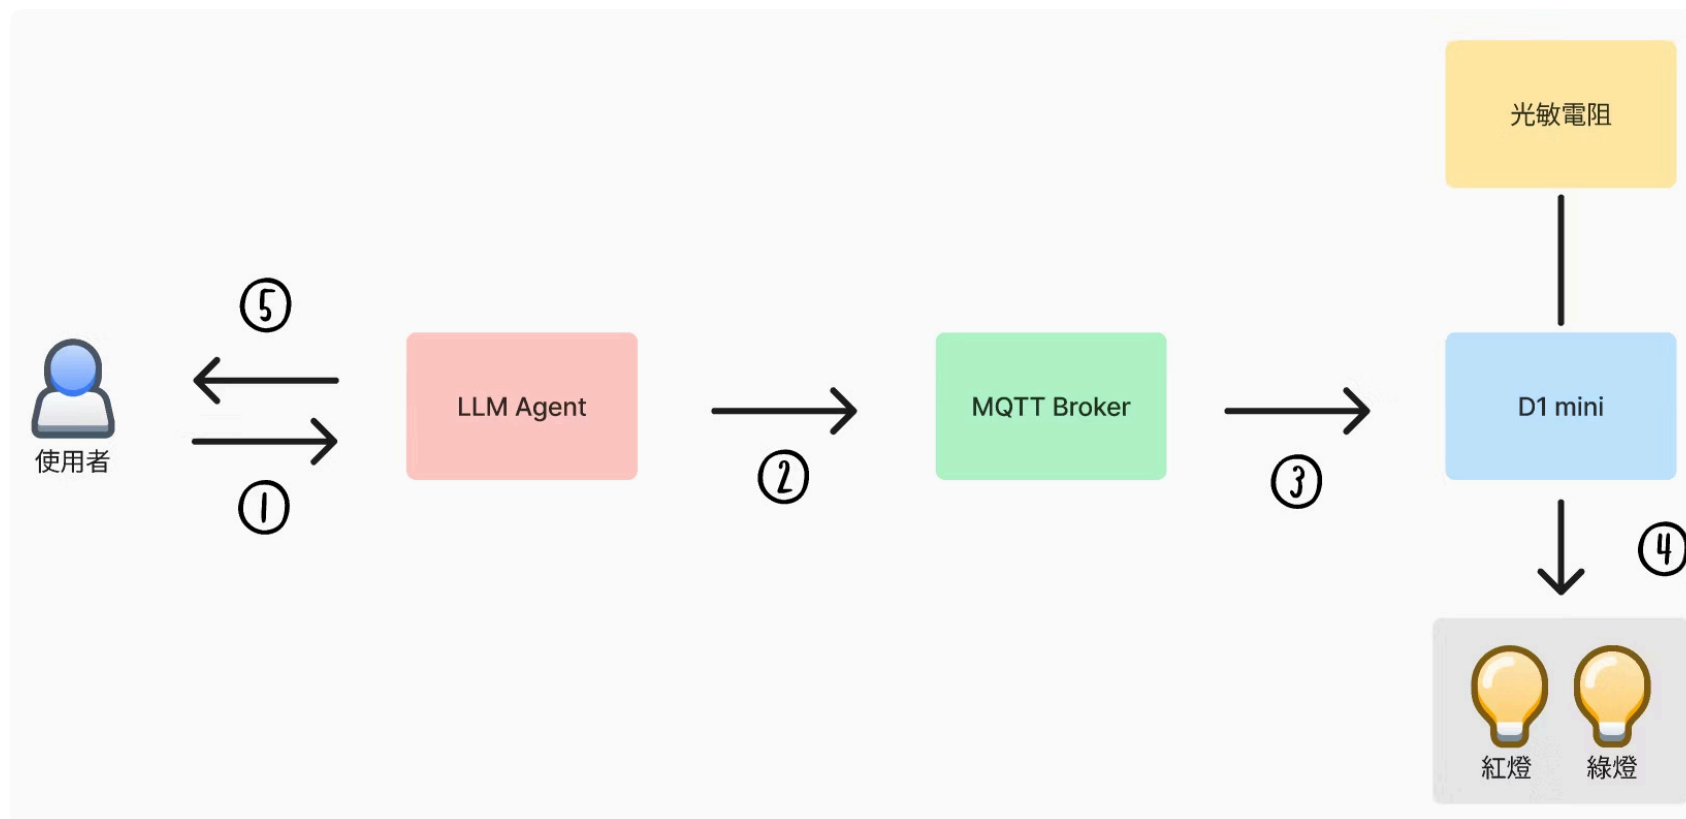 光敏電阻
⑤
使用者
LLM Agent
MQTT Broker
D1 mini
①
②
③
④
紅燈
綠燈